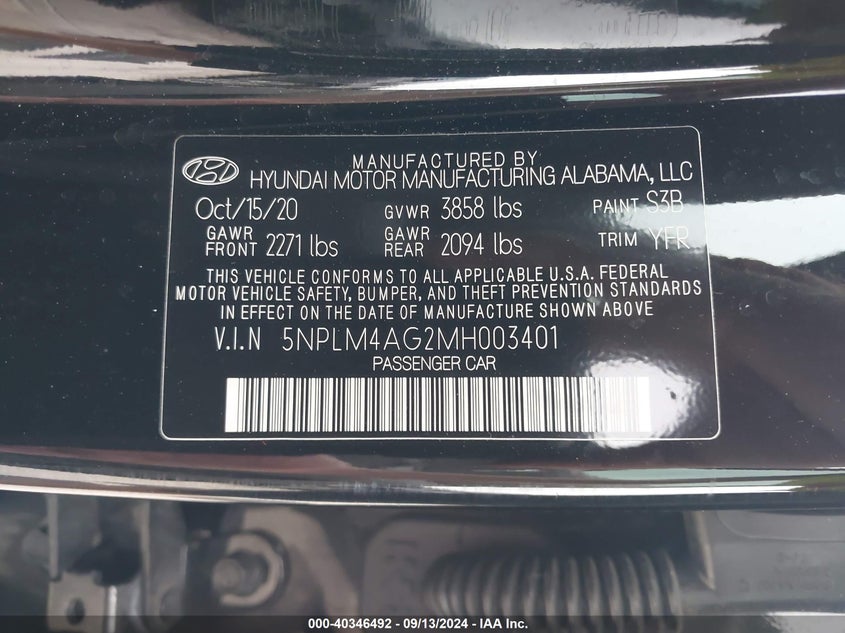 MANUFACTURED BY
HYUNDAI MOTOR MANUFACTURING ALABAMA, LLC
Oct/15/20 GVWR 3858 lbs PAINT S3B
GAWR FRONT 2271 lbs GAWR REAR 2094 lbs TRIM YFR
THIS VEHICLE CONFORMS TO ALL APPLICABLE U.S.A. FEDERAL
MOTOR VEHICLE SAFETY, BUMPER, AND THEFT PREVENTION STANDARDS
IN EFFECT ON THE DATE OF MANUFACTURE SHOWN ABOVE
V.I.N 5NPLM4AG2MH003401
PASSENGER CAR
000-40346492 - 09/13/2024 - IAA Inc.